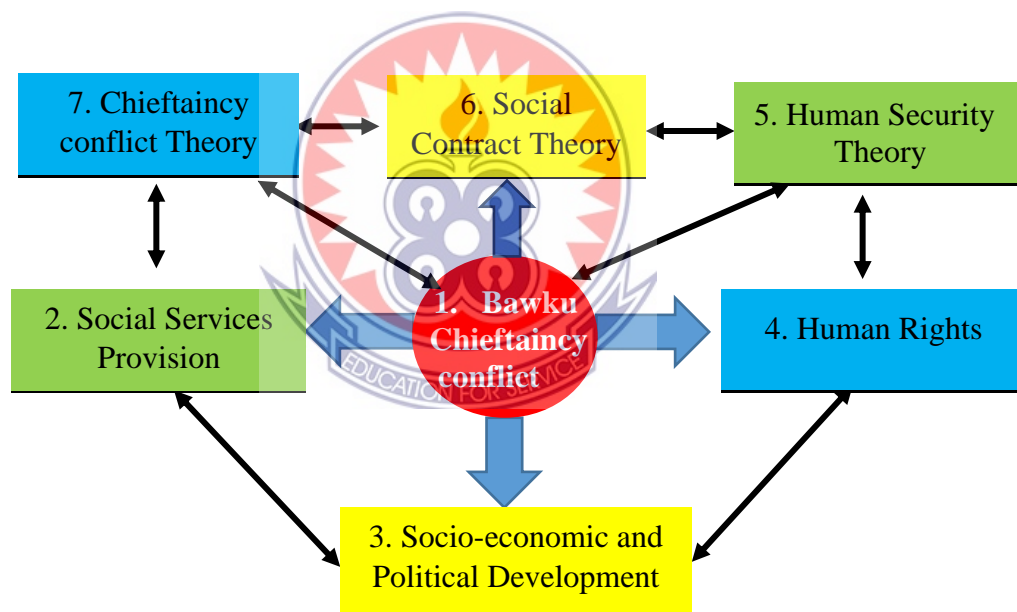 7. Chieftaincy
conflict Theory
6. Social
Contract Theory
5. Human Security
Theory
2. Social Services
Provision
1. Bawku
Chieftaincy
conflict
4. Human Rights
EDUCATION FOR SERVICE
3. Socio-economic and
Political Development